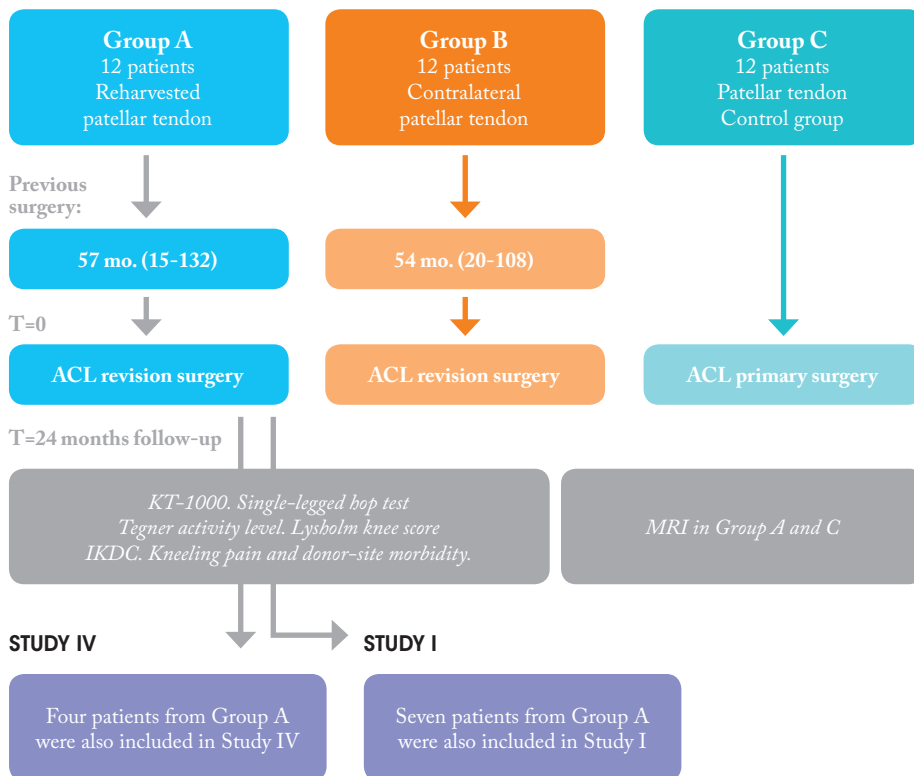 Group A
12 patients
Reharvested
patellar tendon
Group B
12 patients
Contralateral
patellar tendon
Group C
12 patients
Patellar tendon
Control group
Previous
surgery:
57 mo. (15-132)
54 mo. (20-108)
T=0
ACL revision surgery
ACL revision surgery
ACL primary surgery
T=24 months follow-up
KT-1000. Single-legged hop test
Tegner activity level. Lysholm knee score
IKDC. Kneeling pain and donor-site morbidity.
MRI in Group A and C
STUDY IV
STUDY I
Four patients from Group A
were also included in Study IV
Seven patients from Group A
were also included in Study I